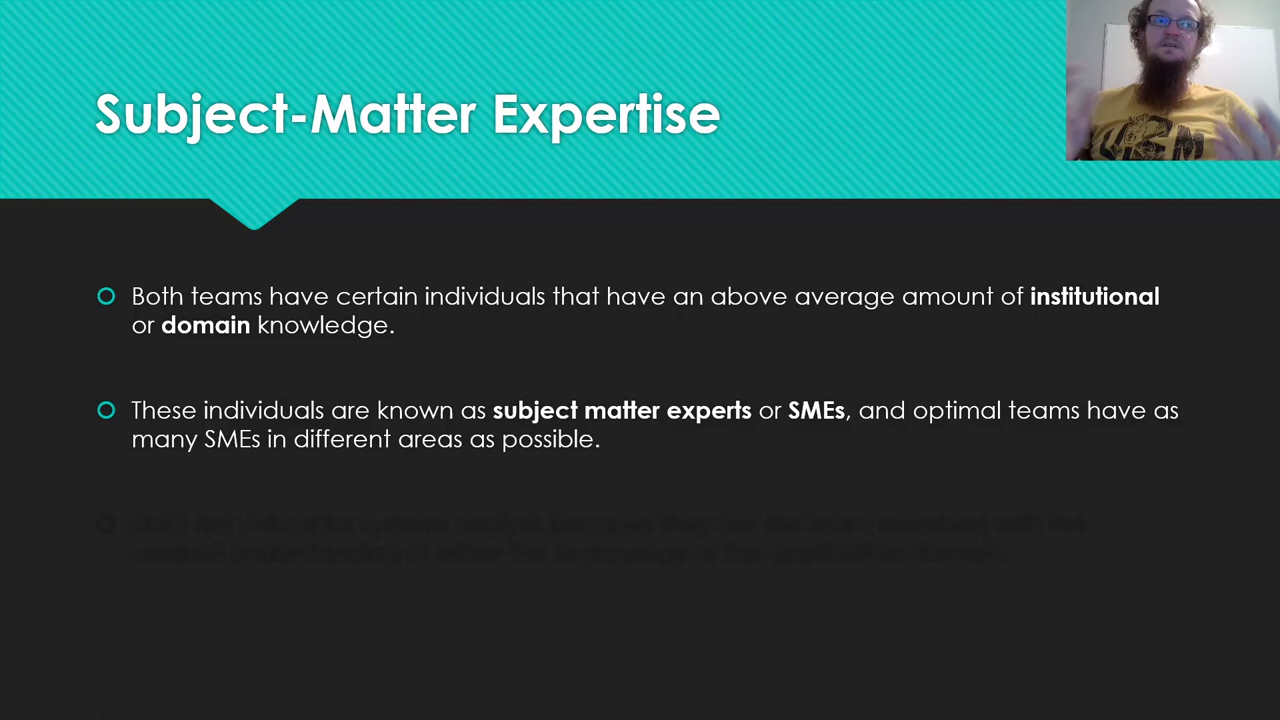 Subject-Matter Expertise
Both teams have certain individuals that have an above average amount of institutional
or domain knowledge.
These individuals are known as subject matter experts or SMEs, and optimal teams have as
many SMEs in different areas as possible.